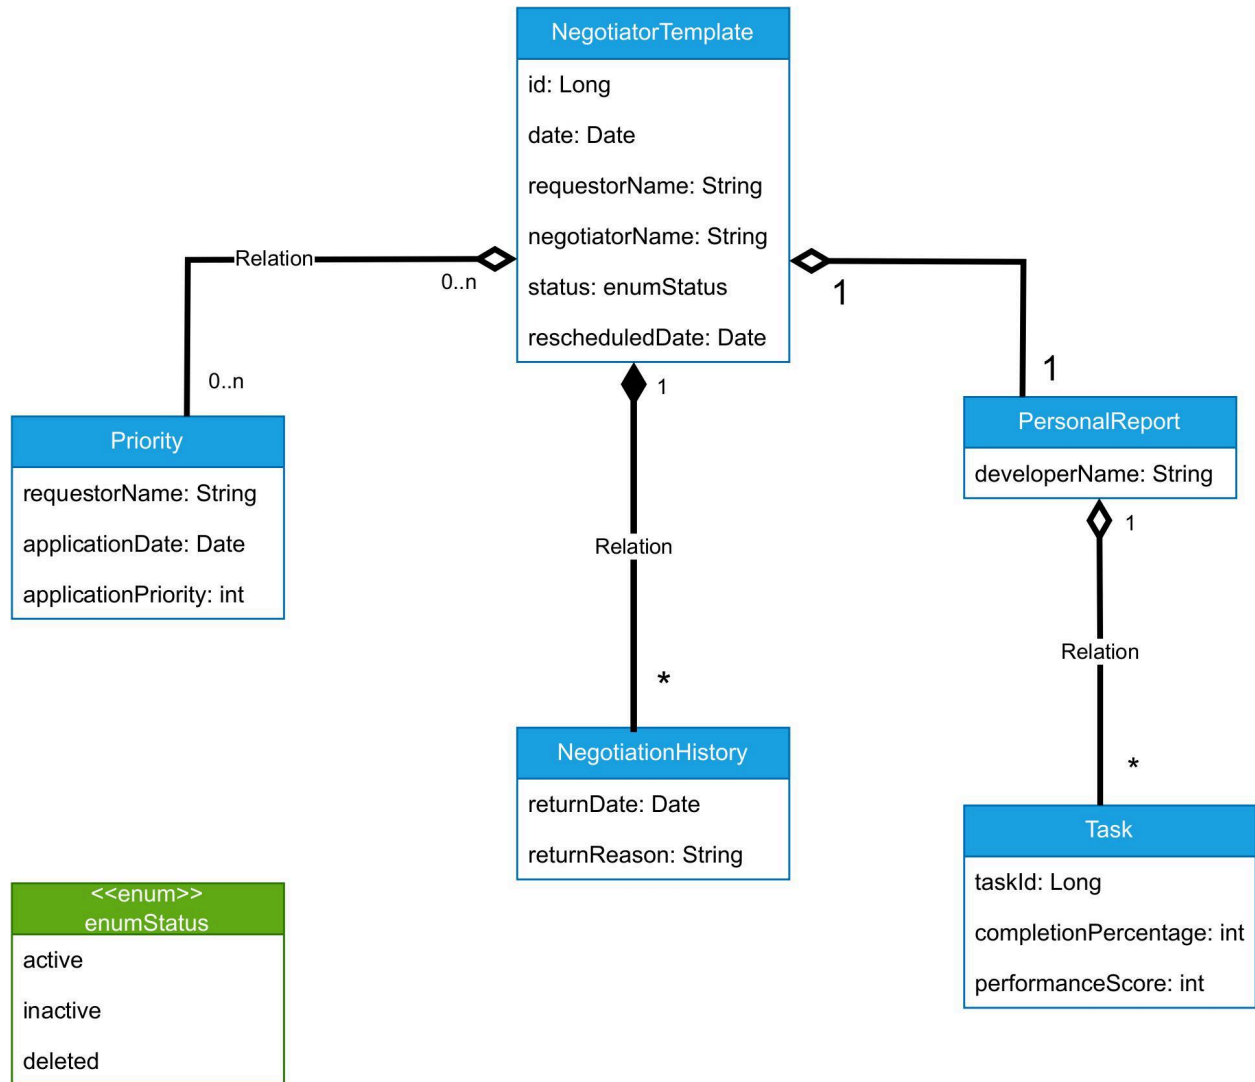 NegotiatorTemplate
id: Long
date: Date
requestorName: String
negotiatorName: String
status: enumStatus
rescheduledDate: Date
Relation
0..n
0..n
1
1
1
Priority
requestorName: String
applicationDate: Date
applicationPriority: int
PersonalReport
developerName: String
1
Relation
*
Relation
*
NegotiationHistory
returnDate: Date
returnReason: String
Task
taskId: Long
completionPercentage: int
performanceScore: int
<<enum>>
enumStatus
active
inactive
deleted